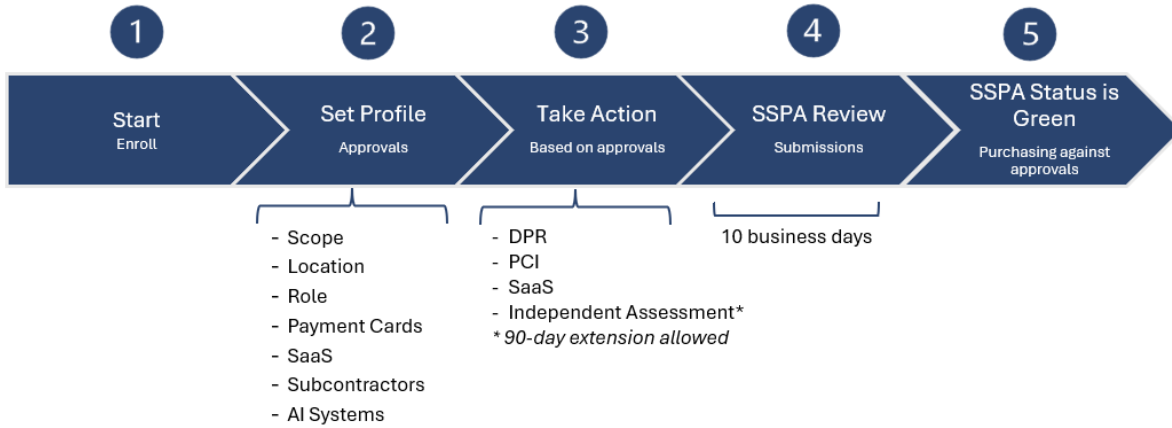 1
2
3
4
5
Start
Enroll
Set Profile
Approvals
Take Action
Based on approvals
SSPA Review
Submissions
SSPA Status is
Green
Purchasing against
approvals
- Scope
- Location
- Role
- Payment Cards
- SaaS
- Subcontractors
- AI Systems
- DPR
- PCI
- SaaS
- Independent Assessment*
* 90-day extension allowed
10 business days